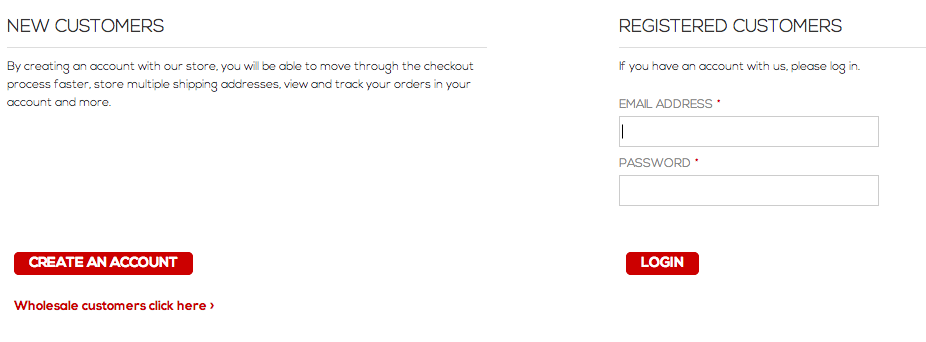 NEW CUSTOMERS
By creating an account with our store, you will be able to move through the checkout
process faster, store multiple shipping addresses, view and track your orders in your
account and more.
CREATE AN ACCOUNT
Wholesale customers click here ›
REGISTERED CUSTOMERS
If you have an account with us, please log in.
EMAIL ADDRESS *
PASSWORD *
LOGIN